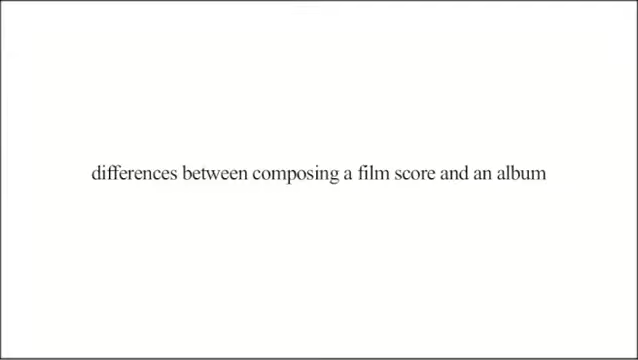 differences between composing a film score and an album